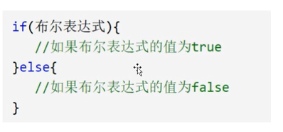 if(布尔表达式){
//如果布尔表达式的值为true
}else{
//如果布尔表达式的值为false
}